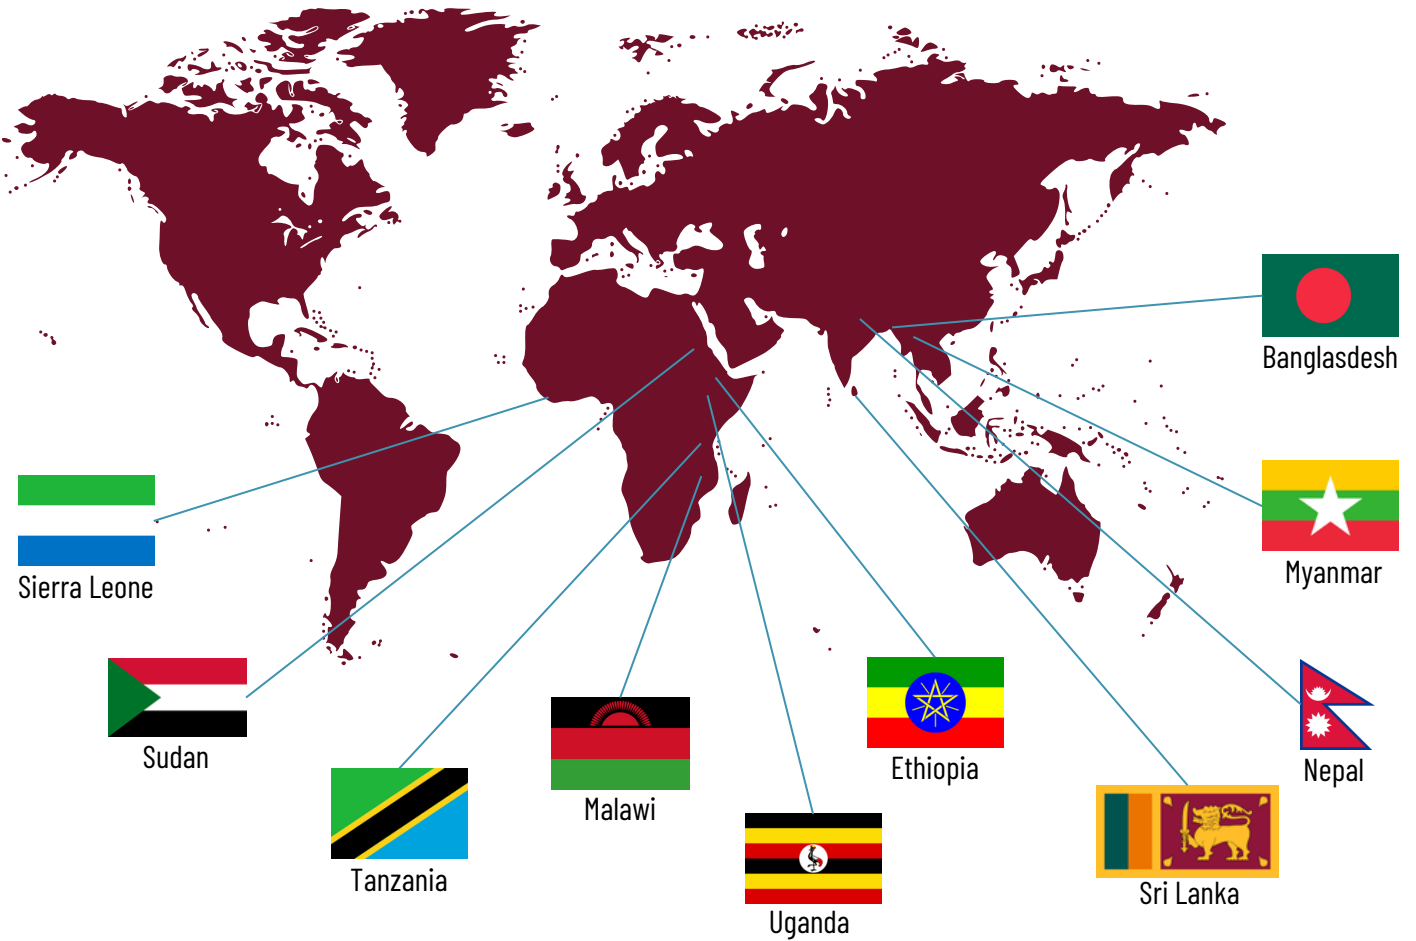 Banglasdesh
Sierra Leone
Myanmar
Sudan
Ethiopia
Nepal
Malawi
Tanzania
Sri Lanka
Uganda